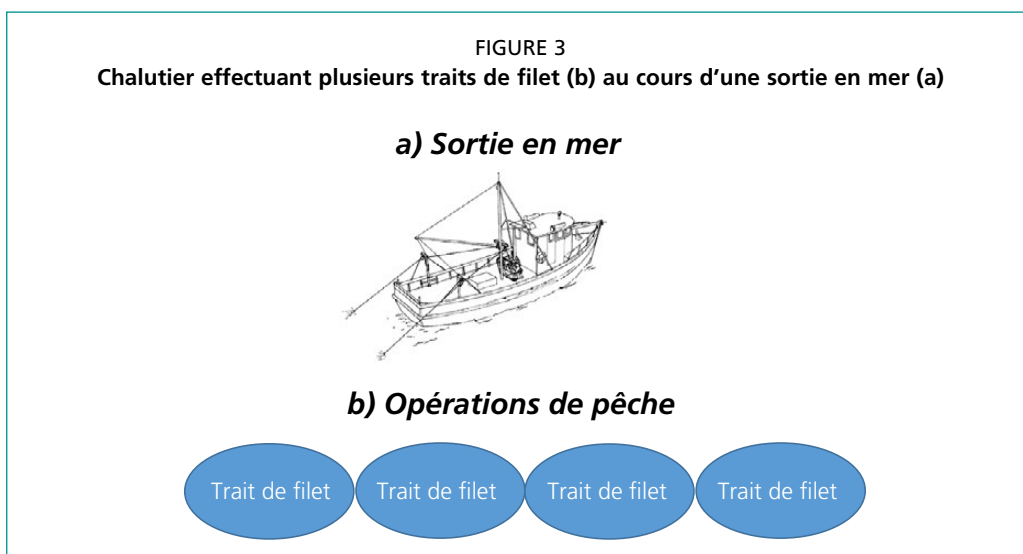 FIGURE 3
Chalutier effectuant plusieurs traits de filet (b) au cours d’une sortie en mer (a)
a) Sortie en mer
b) Opérations de pêche
Trait de filet Trait de filet Trait de filet Trait de filet